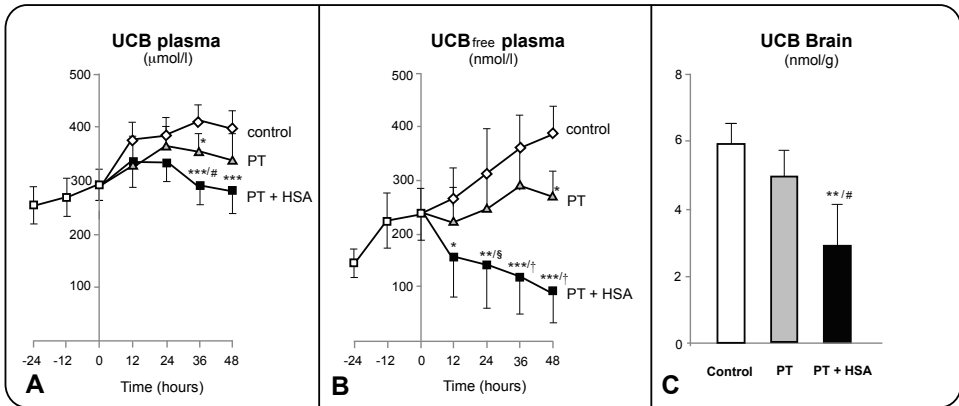 UCB plasma
(μmol/l)
500
400
300
200
100
control
*
PT
***/#
***
PT + HSA
-24 -12 0 12 24 36 48
Time (hours)
A
UCBfree plasma
(nmol/l)
500
400
300
200
100
control
*
PT
*
**/§
***/†
***/†
PT + HSA
-24 -12 0 12 24 36 48
Time (hours)
B
UCB Brain
(nmol/g)
8
6
4
2
0
**/#
Control PT PT + HSA
C